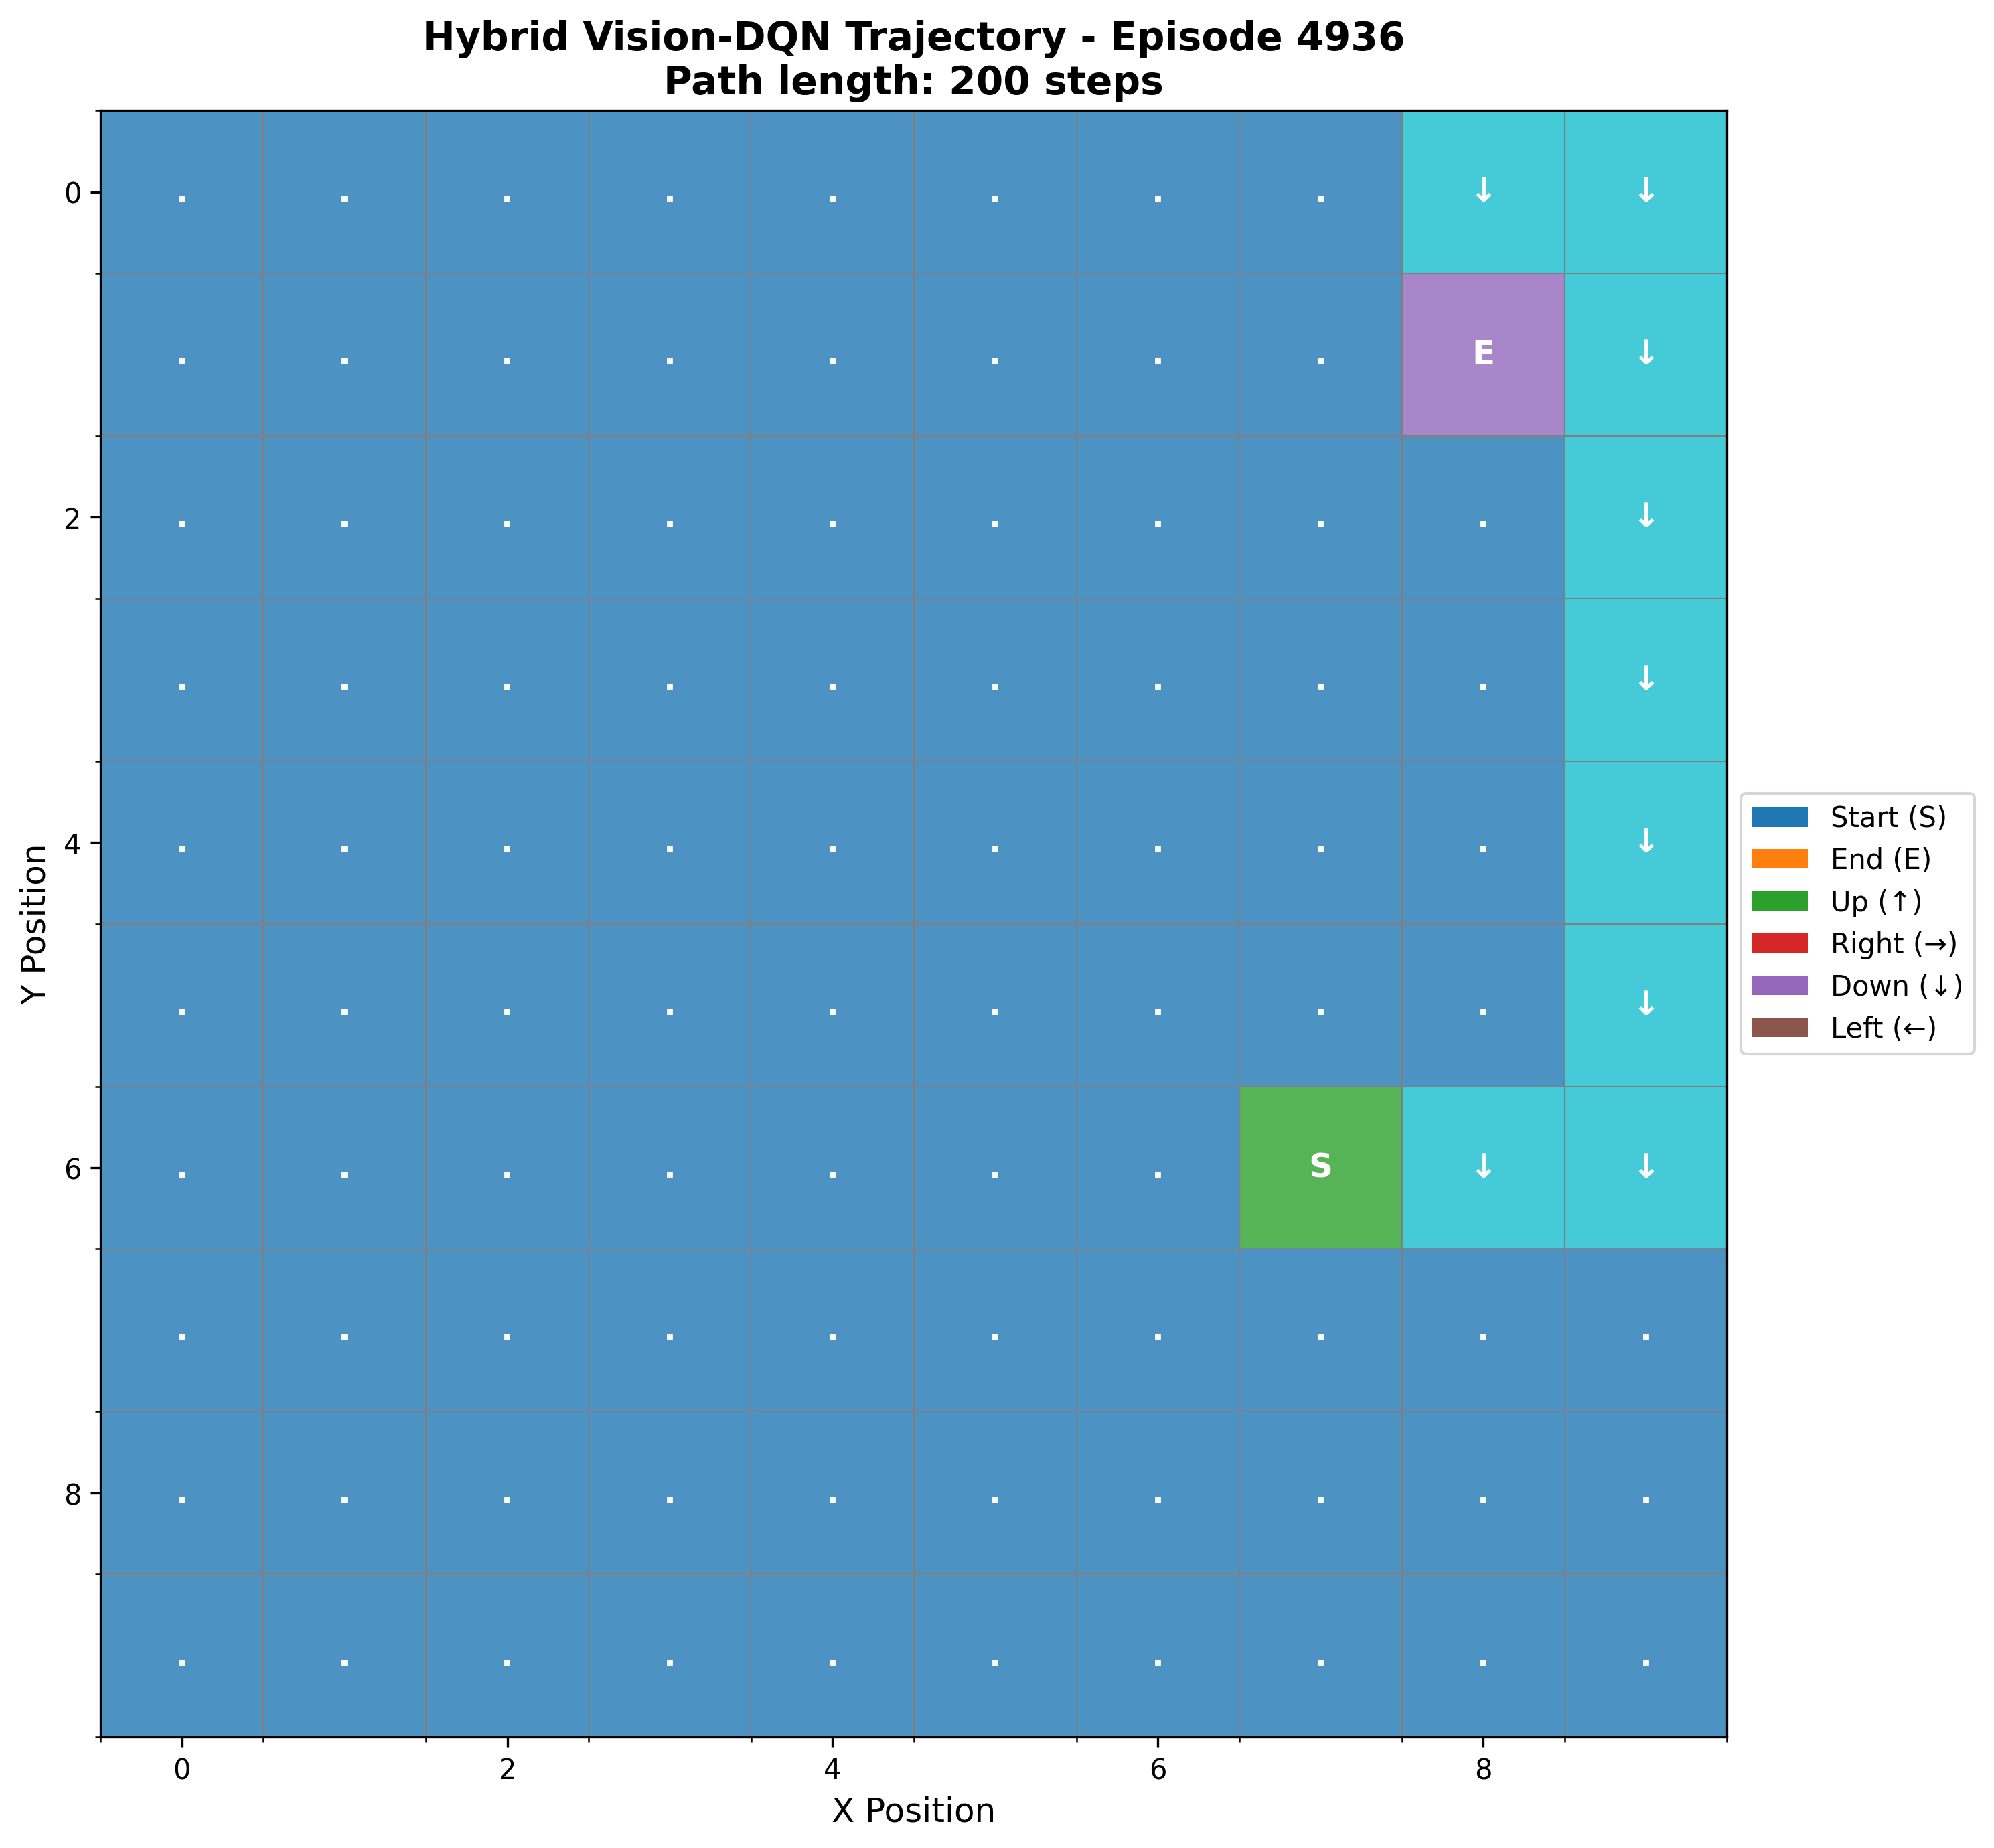 Hybrid Vision-DQN Trajectory - Episode 4936
Path length: 200 steps
0 . . . . . . . . ↓ ↓
. . . . . . . . E ↓
2 . . . . . . . . . ↓
. . . . . . . . . ↓
4 . . . . . . . . . ↓
. . . . . . . . . ↓
6 . . . . . . . S ↓ ↓
. . . . . . . . . .
8 . . . . . . . . . .
. . . . . . . . . .
0 2 4 6 8
X Position
Y Position
Start (S)
End (E)
Up (↑)
Right (→)
Down (↓)
Left (←)